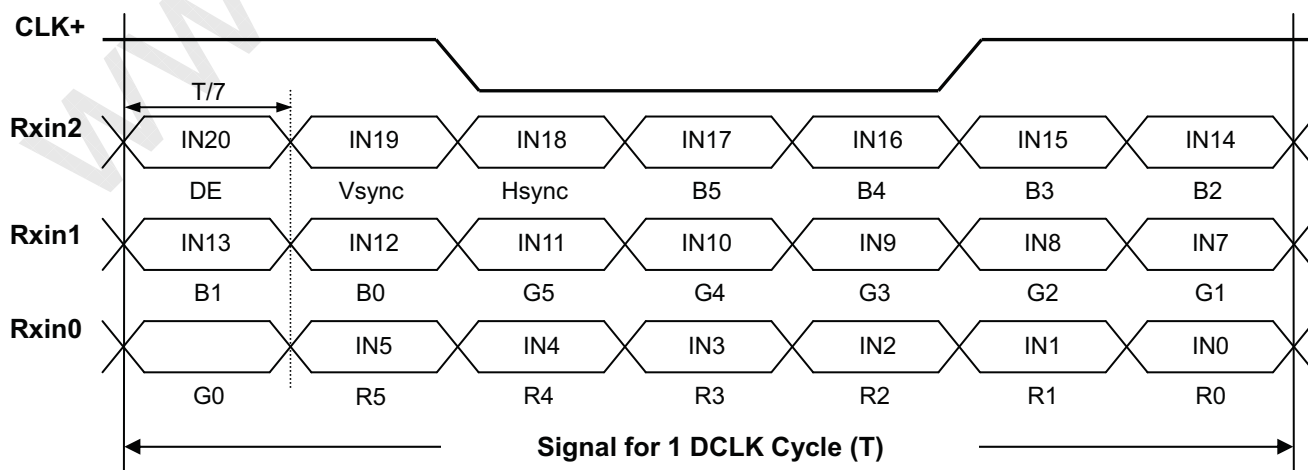 CLK+
T/7
Rxin2 IN20 IN19 IN18 IN17 IN16 IN15 IN14
DE Vsync Hsync B5 B4 B3 B2
Rxin1 IN13 IN12 IN11 IN10 IN9 IN8 IN7
B1 B0 G5 G4 G3 G2 G1
Rxin0 IN5 IN4 IN3 IN2 IN1 IN0
G0 R5 R4 R3 R2 R1 R0
Signal for 1 DCLK Cycle (T)